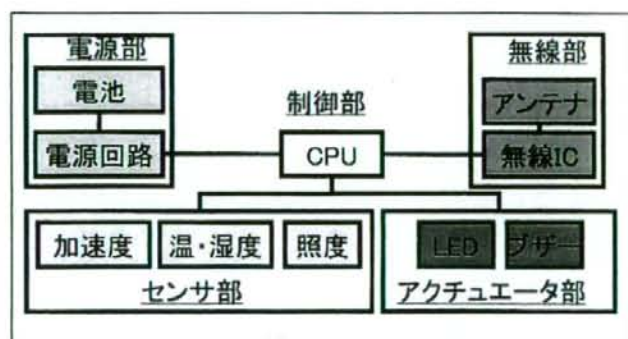 電源部
電池
電源回路
制御部
CPU
無線部
アンテナ
無線IC
加速度
温・湿度
照度
センサ部
LED
ブザー
アクチュエータ部